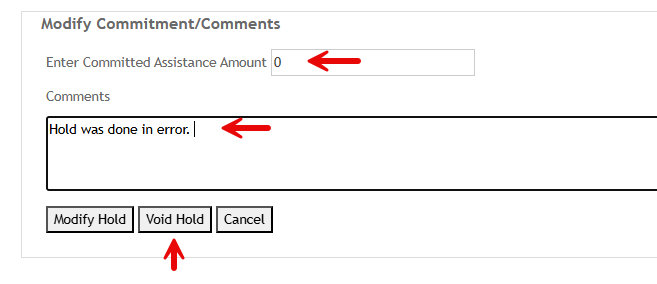 Modify Commitment/Comments
Enter Committed Assistance Amount 0
Comments
Hold was done in error.
Modify Hold Void Hold Cancel